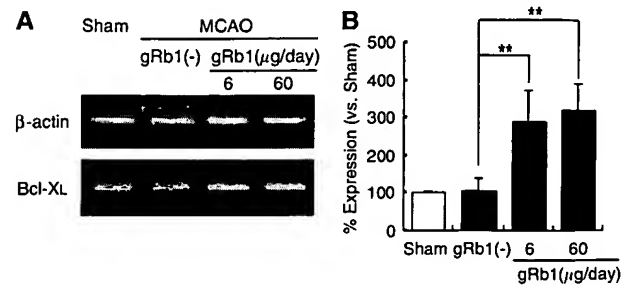 A
Sham
MCAO
gRb1(-)
gRb1(µg/day)
6
60
β-actin
Bcl-XL
B
% Expression (vs. Sham)
500
400
300
200
100
0
**
**
Sham
gRb1(-)
6
60
gRb1(µg/day)